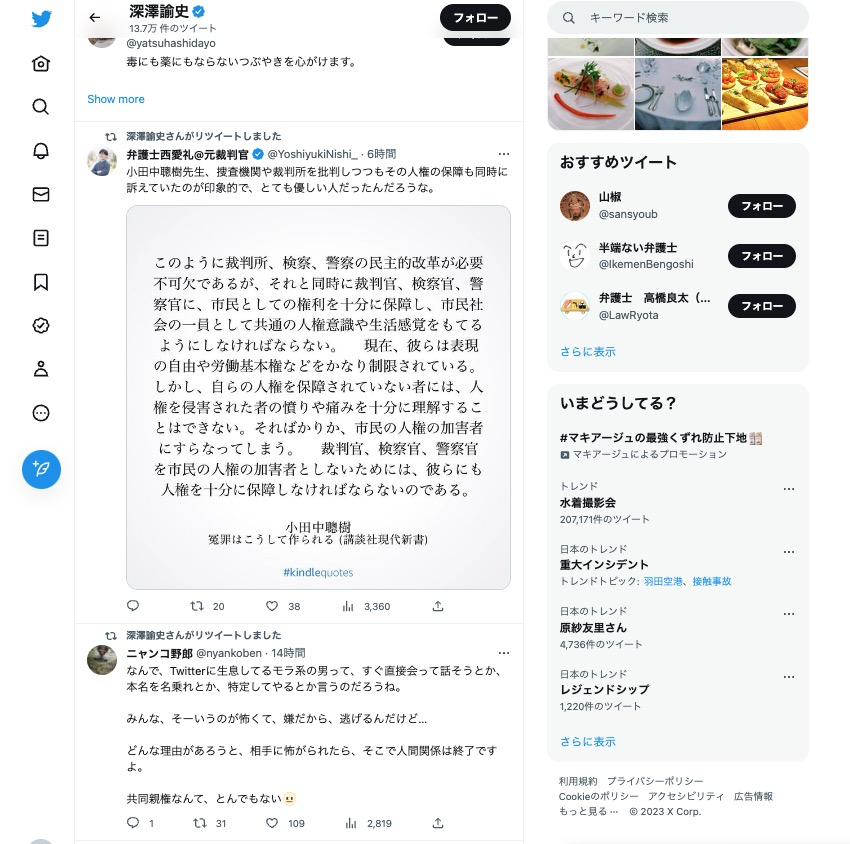 深澤諭史
13.7万 件のツイート
フォロー
@yatsuhashidayo
毒にも薬にもならないつぶやきを心がけます。
Show more
深澤諭史さんがリツイートしました
弁護士西愛礼@元裁判官 @YoshiyukiNishi_ · 6時間
小田中聰樹先生、捜査機関や裁判所を批判しつつもその人権の保障も同時に
訴えていたのが印象的で、とても優しい人だったんだろうな。
このように裁判所、検察、警察の民主的改革が必要
不可欠であるが、それと同時に裁判官、検察官、警
察官に、市民としての権利を十分に保障し、市民社
会の一員として共通の人権意識や生活感覚をもてる
ようにしなければならない。　現在、彼らは表現
の自由や労働基本権などをかなり制限されている。
しかし、自らの人権を保障されていない者には、人
権を侵害された者の憤りや痛みを十分に理解するこ
とはできない。そればかりか、市民の人権の加害者
にすらなってしまう。　裁判官、検察官、警察官
を市民の人権の加害者としないためには、彼らにも
人権を十分に保障しなければならないのである。
小田中聰樹
冤罪はこうして作られる (講談社現代新書)
#kindlequotes
20
38
3,360
深澤諭史さんがリツイートしました
ニャンコ野郎 @nyankoben · 14時間
なんで、Twitterに生息してるモラ系の男って、すぐ直接会って話そうとか、
本名を名乗れとか、特定してやるとか言うのだろうね。
みんな、そーいうのが怖くて、嫌だから、逃げるんだけど...
どんな理由があろうと、相手に怖がられたら、そこで人間関係は終了です
よ。
共同親権なんて、とんでもない🫥
1
31
109
2,819
キーワード検索
おすすめツイート
山椒
@sansyoub
フォロー
半端ない弁護士
@IkemenBengoshi
フォロー
弁護士　高橋良太（...
@LawRyota
フォロー
さらに表示
いまどうしてる？
#マキアージュの最強くずれ防止下地
マキアージュによるプロモーション
トレンド
水着撮影会
207,171件のツイート
日本のトレンド
重大インシデント
トレンドトピック: 羽田空港、接触事故
日本のトレンド
原紗友里さん
4,736件のツイート
日本のトレンド
レジェンドシップ
1,220件のツイート
さらに表示
利用規約　プライバシーポリシー
Cookieのポリシー　アクセシビリティ　広告情報
もっと見る ···　© 2023 X Corp.